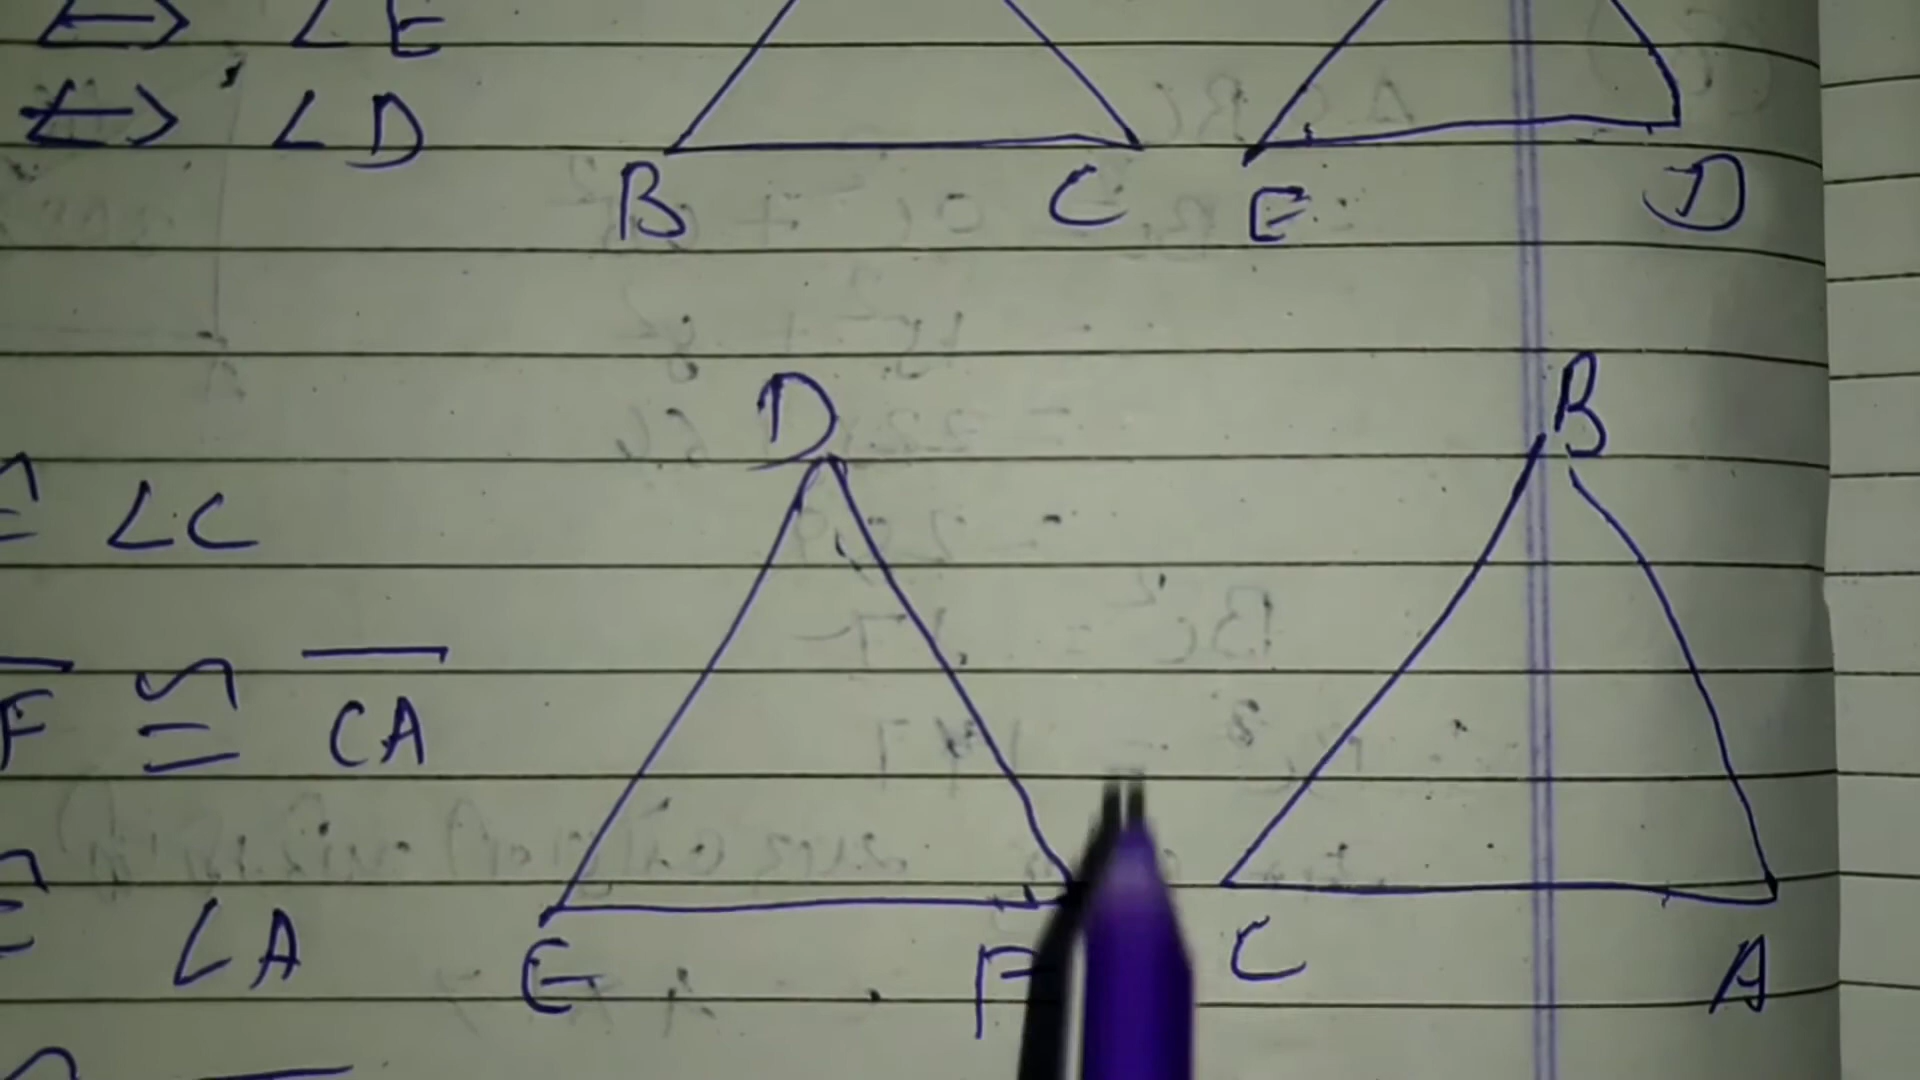 ⟺ ∠E
⟺ ∠D
B C E D
D B
≅ ∠C
F ≅ CA
≅ ∠A
E F C A